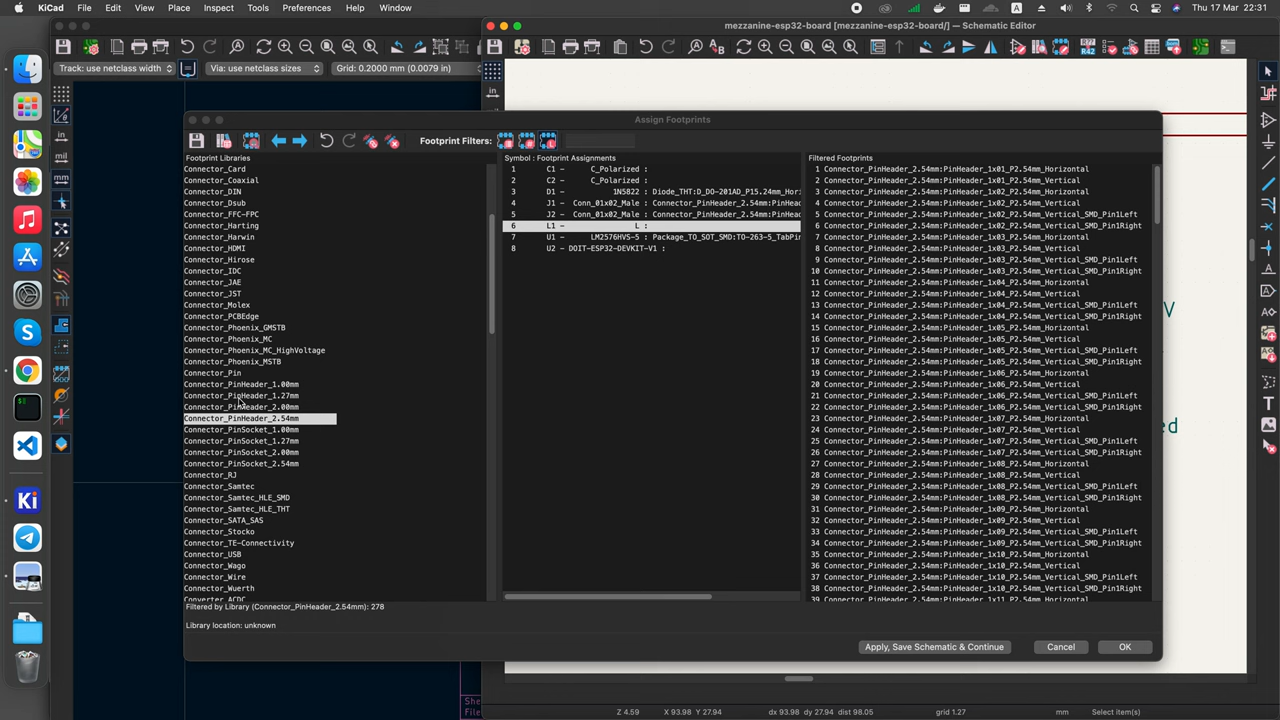 KiCad File Edit View Place Inspect Tools Preferences Help Window
A
Thu 17 Mar 22:31
mezzanine-esp32-board [mezzanine-esp32-board/] — Schematic Editor
Track: use netclass width
Via: use netclass sizes
Grid: 0.2000 mm (0.0079 in)
in
mil
mm
in
mil
mm
Assign Footprints
Footprint Filters:
Footprint Libraries
Connector_Card
Connector_Coaxial
Connector_DIN
Connector_Dsub
Connector_FFC-FPC
Connector_Harting
Connector_Harwin
Connector_HDMI
Connector_Hirose
Connector_IDC
Connector_JAE
Connector_JST
Connector_Molex
Connector_PCBEdge
Connector_Phoenix_GMSTB
Connector_Phoenix_MC
Connector_Phoenix_MC_HighVoltage
Connector_Phoenix_MSTB
Connector_Pin
Connector_PinHeader_1.00mm
Connector_PinHeader_1.27mm
Connector_PinHeader_2.00mm
Connector_PinHeader_2.54mm
Connector_PinSocket_1.00mm
Connector_PinSocket_1.27mm
Connector_PinSocket_2.00mm
Connector_PinSocket_2.54mm
Connector_RJ
Connector_Samtec
Connector_Samtec_HLE_SMD
Connector_Samtec_HLE_THT
Connector_SATA_SAS
Connector_Stocko
Connector_TE-Connectivity
Connector_USB
Connector_Wago
Connector_Wire
Connector_Wuerth
Converter_ACDC
Symbol : Footprint Assignments
1 C1 - C_Polarized :
2 C2 - C_Polarized :
3 D1 - 1N5822 : Diode_THT:D_DO-201AD_P15.24mm_Hori
4 J1 - Conn_01x02_Male : Connector_PinHeader_2.54mm:PinHea
5 J2 - Conn_01x02_Male : Connector_PinHeader_2.54mm:PinHea
6 L1 - L :
7 U1 - LM2576HVS-5 : Package_TO_SOT_SMD:TO-263-5_TabPi
8 U2 - DOIT-ESP32-DEVKIT-V1 :
Filtered Footprints
1 Connector_PinHeader_2.54mm:PinHeader_1x01_P2.54mm_Horizontal
2 Connector_PinHeader_2.54mm:PinHeader_1x01_P2.54mm_Vertical
3 Connector_PinHeader_2.54mm:PinHeader_1x02_P2.54mm_Horizontal
4 Connector_PinHeader_2.54mm:PinHeader_1x02_P2.54mm_Vertical
5 Connector_PinHeader_2.54mm:PinHeader_1x02_P2.54mm_Vertical_SMD_Pin1Left
6 Connector_PinHeader_2.54mm:PinHeader_1x02_P2.54mm_Vertical_SMD_Pin1Right
7 Connector_PinHeader_2.54mm:PinHeader_1x03_P2.54mm_Horizontal
8 Connector_PinHeader_2.54mm:PinHeader_1x03_P2.54mm_Vertical
9 Connector_PinHeader_2.54mm:PinHeader_1x03_P2.54mm_Vertical_SMD_Pin1Left
10 Connector_PinHeader_2.54mm:PinHeader_1x03_P2.54mm_Vertical_SMD_Pin1Right
11 Connector_PinHeader_2.54mm:PinHeader_1x04_P2.54mm_Horizontal
12 Connector_PinHeader_2.54mm:PinHeader_1x04_P2.54mm_Vertical
13 Connector_PinHeader_2.54mm:PinHeader_1x04_P2.54mm_Vertical_SMD_Pin1Left
14 Connector_PinHeader_2.54mm:PinHeader_1x04_P2.54mm_Vertical_SMD_Pin1Right
15 Connector_PinHeader_2.54mm:PinHeader_1x05_P2.54mm_Horizontal
16 Connector_PinHeader_2.54mm:PinHeader_1x05_P2.54mm_Vertical
17 Connector_PinHeader_2.54mm:PinHeader_1x05_P2.54mm_Vertical_SMD_Pin1Left
18 Connector_PinHeader_2.54mm:PinHeader_1x05_P2.54mm_Vertical_SMD_Pin1Right
19 Connector_PinHeader_2.54mm:PinHeader_1x06_P2.54mm_Horizontal
20 Connector_PinHeader_2.54mm:PinHeader_1x06_P2.54mm_Vertical
21 Connector_PinHeader_2.54mm:PinHeader_1x06_P2.54mm_Vertical_SMD_Pin1Left
22 Connector_PinHeader_2.54mm:PinHeader_1x06_P2.54mm_Vertical_SMD_Pin1Right
23 Connector_PinHeader_2.54mm:PinHeader_1x07_P2.54mm_Horizontal
24 Connector_PinHeader_2.54mm:PinHeader_1x07_P2.54mm_Vertical
25 Connector_PinHeader_2.54mm:PinHeader_1x07_P2.54mm_Vertical_SMD_Pin1Left
26 Connector_PinHeader_2.54mm:PinHeader_1x07_P2.54mm_Vertical_SMD_Pin1Right
27 Connector_PinHeader_2.54mm:PinHeader_1x08_P2.54mm_Horizontal
28 Connector_PinHeader_2.54mm:PinHeader_1x08_P2.54mm_Vertical
29 Connector_PinHeader_2.54mm:PinHeader_1x08_P2.54mm_Vertical_SMD_Pin1Left
30 Connector_PinHeader_2.54mm:PinHeader_1x08_P2.54mm_Vertical_SMD_Pin1Right
31 Connector_PinHeader_2.54mm:PinHeader_1x09_P2.54mm_Horizontal
32 Connector_PinHeader_2.54mm:PinHeader_1x09_P2.54mm_Vertical
33 Connector_PinHeader_2.54mm:PinHeader_1x09_P2.54mm_Vertical_SMD_Pin1Left
34 Connector_PinHeader_2.54mm:PinHeader_1x09_P2.54mm_Vertical_SMD_Pin1Right
35 Connector_PinHeader_2.54mm:PinHeader_1x10_P2.54mm_Horizontal
36 Connector_PinHeader_2.54mm:PinHeader_1x10_P2.54mm_Vertical
37 Connector_PinHeader_2.54mm:PinHeader_1x10_P2.54mm_Vertical_SMD_Pin1Left
38 Connector_PinHeader_2.54mm:PinHeader_1x10_P2.54mm_Vertical_SMD_Pin1Right
39 Connector_PinHeader_2.54mm:PinHeader_1x11_P2.54mm_Horizontal
Filtered by Library (Connector_PinHeader_2.54mm): 278
Library location: unknown
Apply, Save Schematic & Continue
Cancel
OK
V
ed
Ki
She
File
Z 4.59
X 93.98 Y 27.94
dx 93.98 dy 27.94 dist 98.05
grid 1.27
mm
Select item(s)